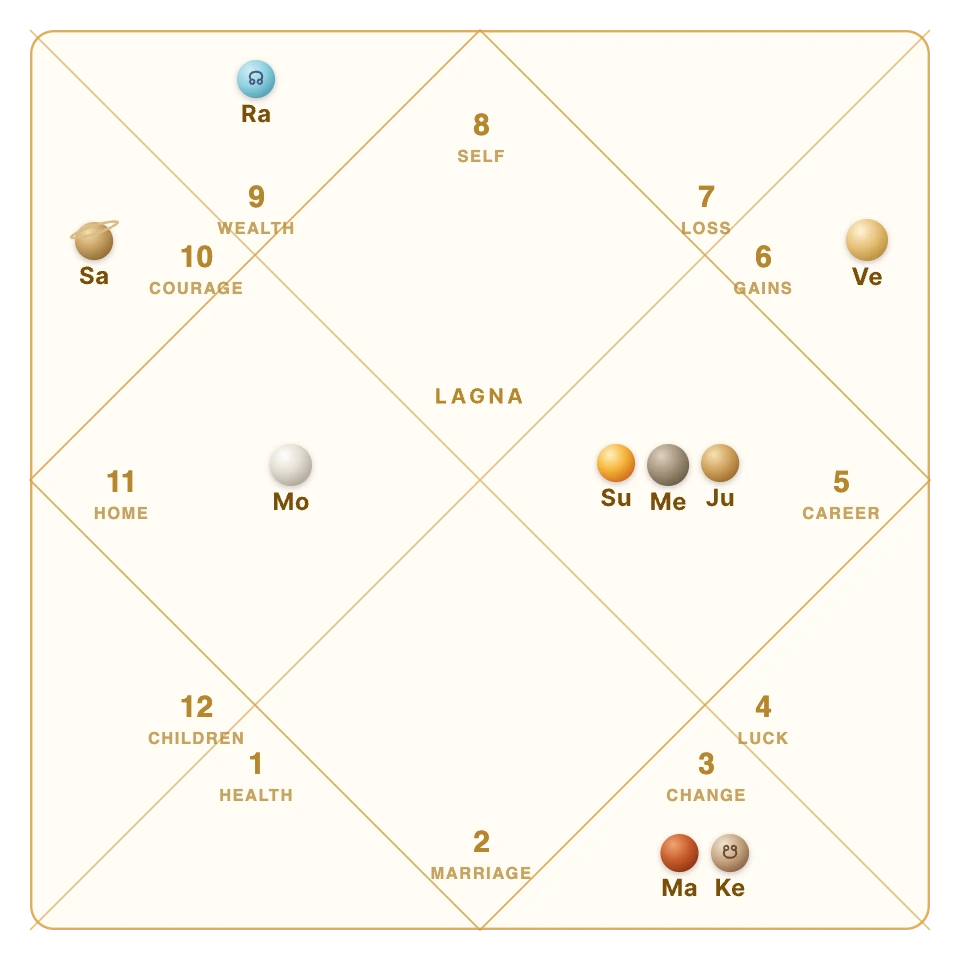 Ra
8
SELF
9
WEALTH
7
LOSS
Sa
10
COURAGE
6
GAINS
Ve
LAGNA
11
HOME
Mo
Su Me Ju
5
CAREER
12
CHILDREN
4
LUCK
1
HEALTH
3
CHANGE
2
MARRIAGE
Ma Ke